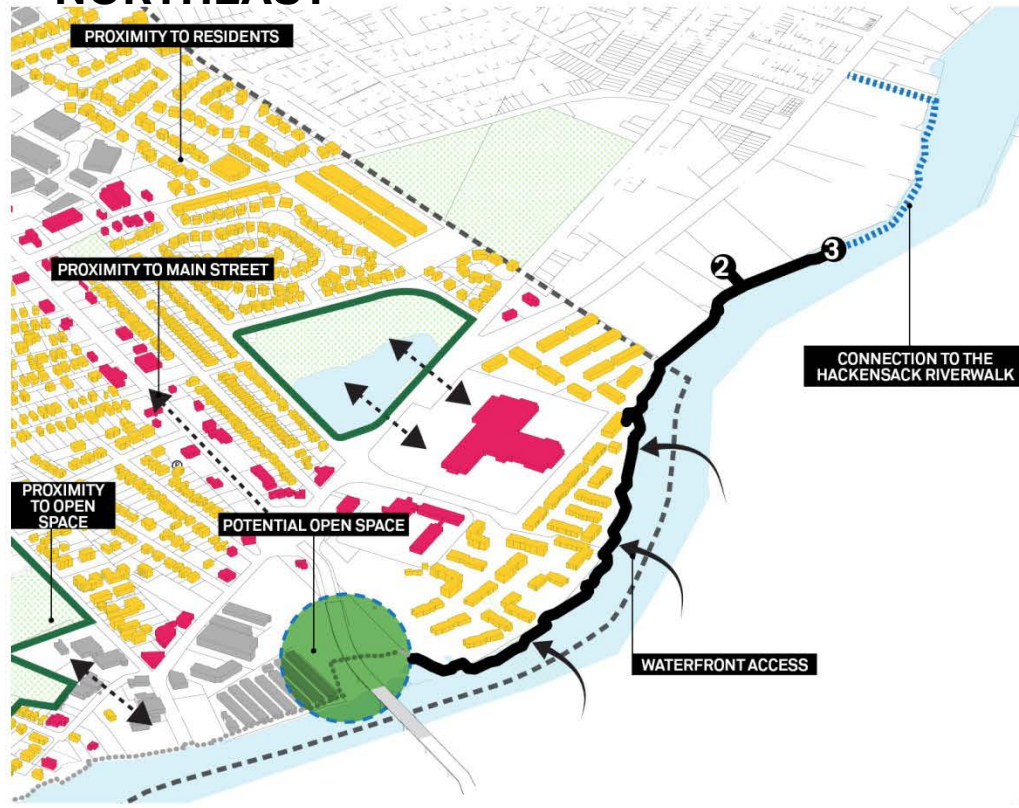 NORTHEAST
PROXIMITY TO RESIDENTS
PROXIMITY TO MAIN STREET
2
3
CONNECTION TO THE
HACKENSACK RIVERWALK
PROXIMITY
TO OPEN
SPACE
POTENTIAL OPEN SPACE
WATERFRONT ACCESS